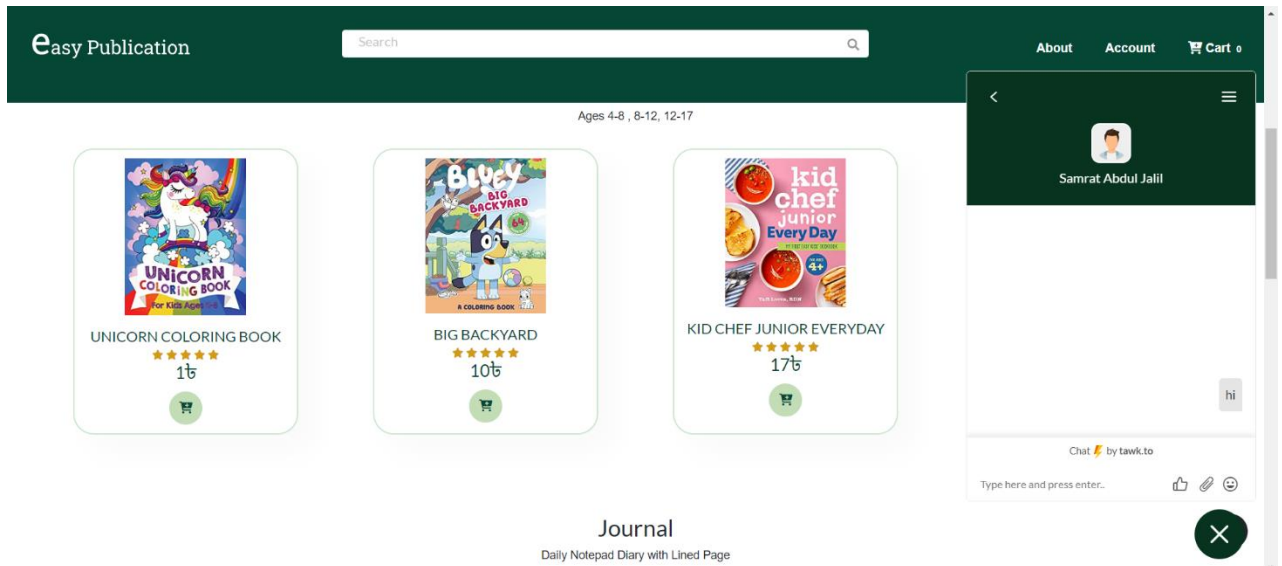 easy Publication
Search
About Account Cart 0
Ages 4-8 , 8-12, 12-17
UNICORN
COLORING BOOK
For Kids Ages
UNICORN COLORING BOOK
1৳
BLUEY
BIG
BACKYARD
64
A COLORING BOOK
BIG BACKYARD
10৳
kid
chef
junior
Every Day
4+
KID CHEF JUNIOR EVERYDAY
17৳
Journal
Daily Notepad Diary with Lined Page
Samrat Abdul Jalil
hi
Chat by tawk.to
Type here and press enter..